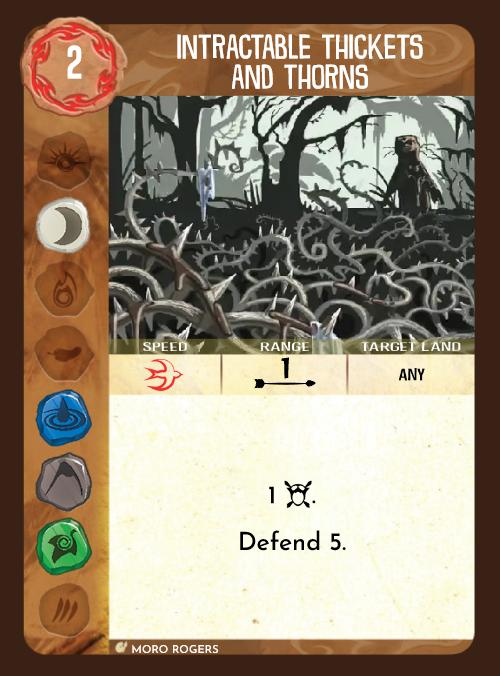 2
INTRACTABLE THICKETS
AND THORNS
SPEED RANGE TARGET LAND
1 ANY
1 .
Defend 5.
MORO ROGERS